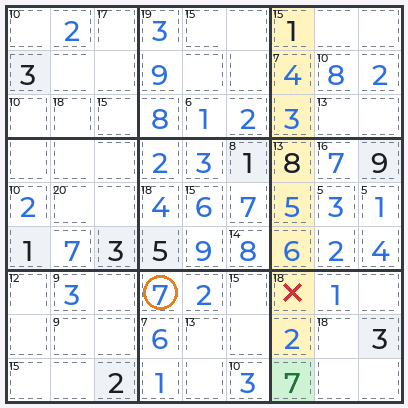 10 17 19 15 15
2 3 1
7 10
3 9 4 8 2
10 18 15 6 13
8 1 2 3
8 13 16
2 3 1 8 7 9
10 20 18 15 5 5
2 4 6 7 5 3 1
14
1 7 3 5 9 8 6 2 4
12 9 15 18
3 7 2 1
9 7 13 18
6 2 3
15 10
2 1 3 7